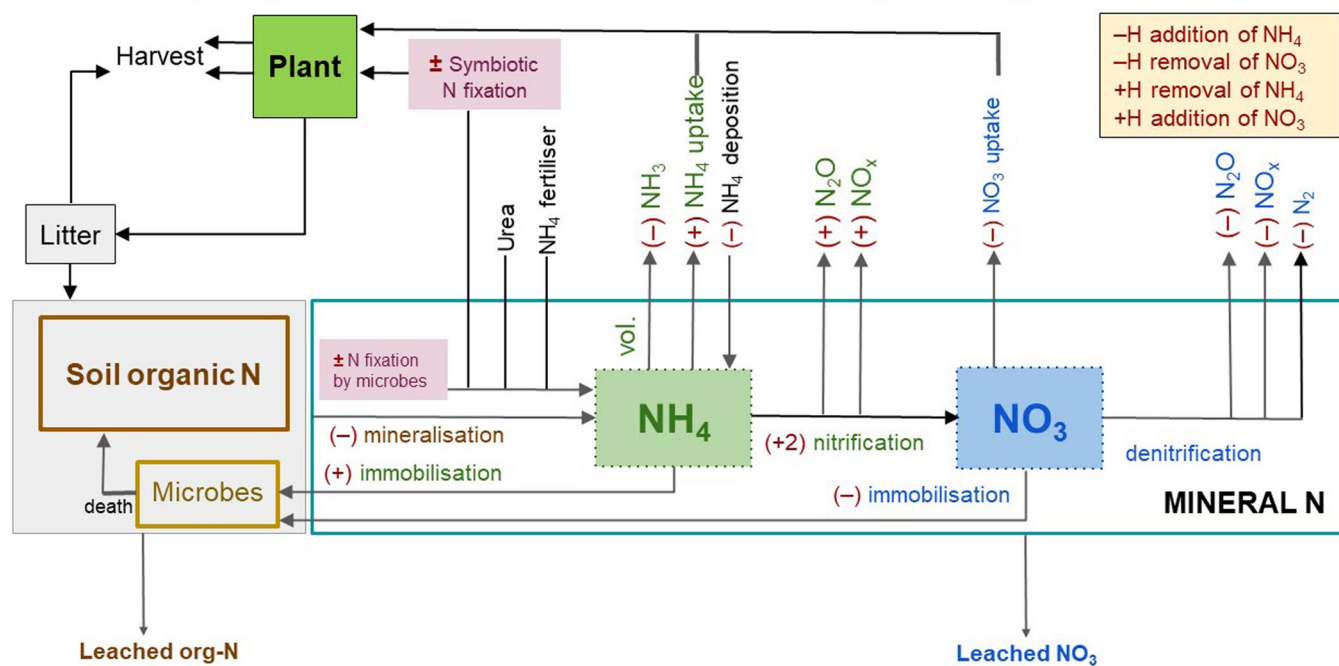 Harvest
Plant
± Symbiotic
N fixation
–H addition of NH₄
–H removal of NO₃
+H removal of NH₄
+H addition of NO₃
Litter
Urea
NH₄ fertiliser
(–) NH₃
(+) NH₄ uptake
(–) NH₄ deposition
(+) N₂O
(+) NOₓ
(–) NO₃ uptake
(–) N₂O
(–) NOₓ
(–) N₂
vol.
Soil organic N
± N fixation
by microbes
NH₄
NO₃
(–) mineralisation
(+2) nitrification
denitrification
(+) immobilisation
Microbes
death
(–) immobilisation
MINERAL N
Leached org-N
Leached NO₃